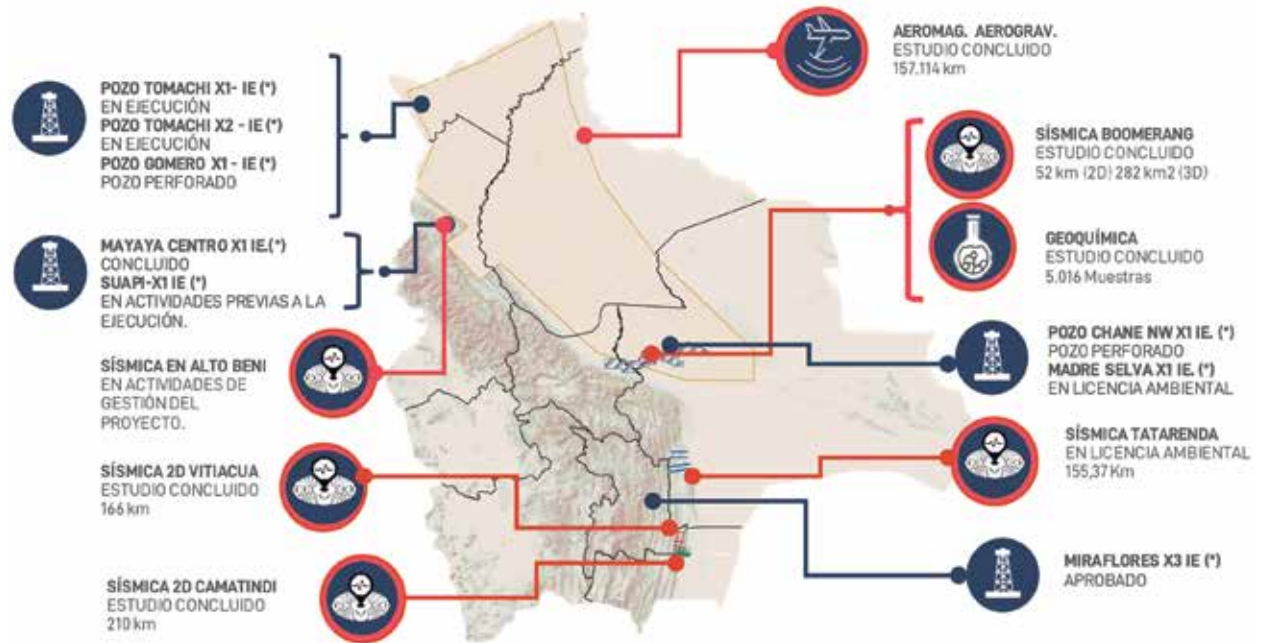 POZO TOMACHI X1- IE (*)
EN EJECUCIÓN
POZO TOMACHI X2 - IE (*)
EN EJECUCIÓN
POZO GOMERO X1 - IE (*)
POZO PERFORADO
MAYAYA CENTRO X1 IE.(*)
CONCLUIDO
SUAPI-X1 IE (*)
EN ACTIVIDADES PREVIAS A LA
EJECUCIÓN.
SÍSMICA EN ALTO BENI
EN ACTIVIDADES DE
GESTIÓN DEL
PROYECTO.
SÍSMICA 2D VITIACUA
ESTUDIO CONCLUIDO
166 km
SÍSMICA 2D CAMATINDI
ESTUDIO CONCLUIDO
210 km
AEROMAG. AEROGRAV.
ESTUDIO CONCLUIDO
157.114 km
SÍSMICA BOOMERANG
ESTUDIO CONCLUIDO
52 km (2D) 282 km2 (3D)
GEOQUÍMICA
ESTUDIO CONCLUIDO
5.016 Muestras
POZO CHANE NW X1 IE. (*)
POZO PERFORADO
MADRE SELVA X1 IE. (*)
EN LICENCIA AMBIENTAL
SÍSMICA TATARENDA
EN LICENCIA AMBIENTAL
155,37 Km
MIRAFLORES X3 IE (*)
APROBADO